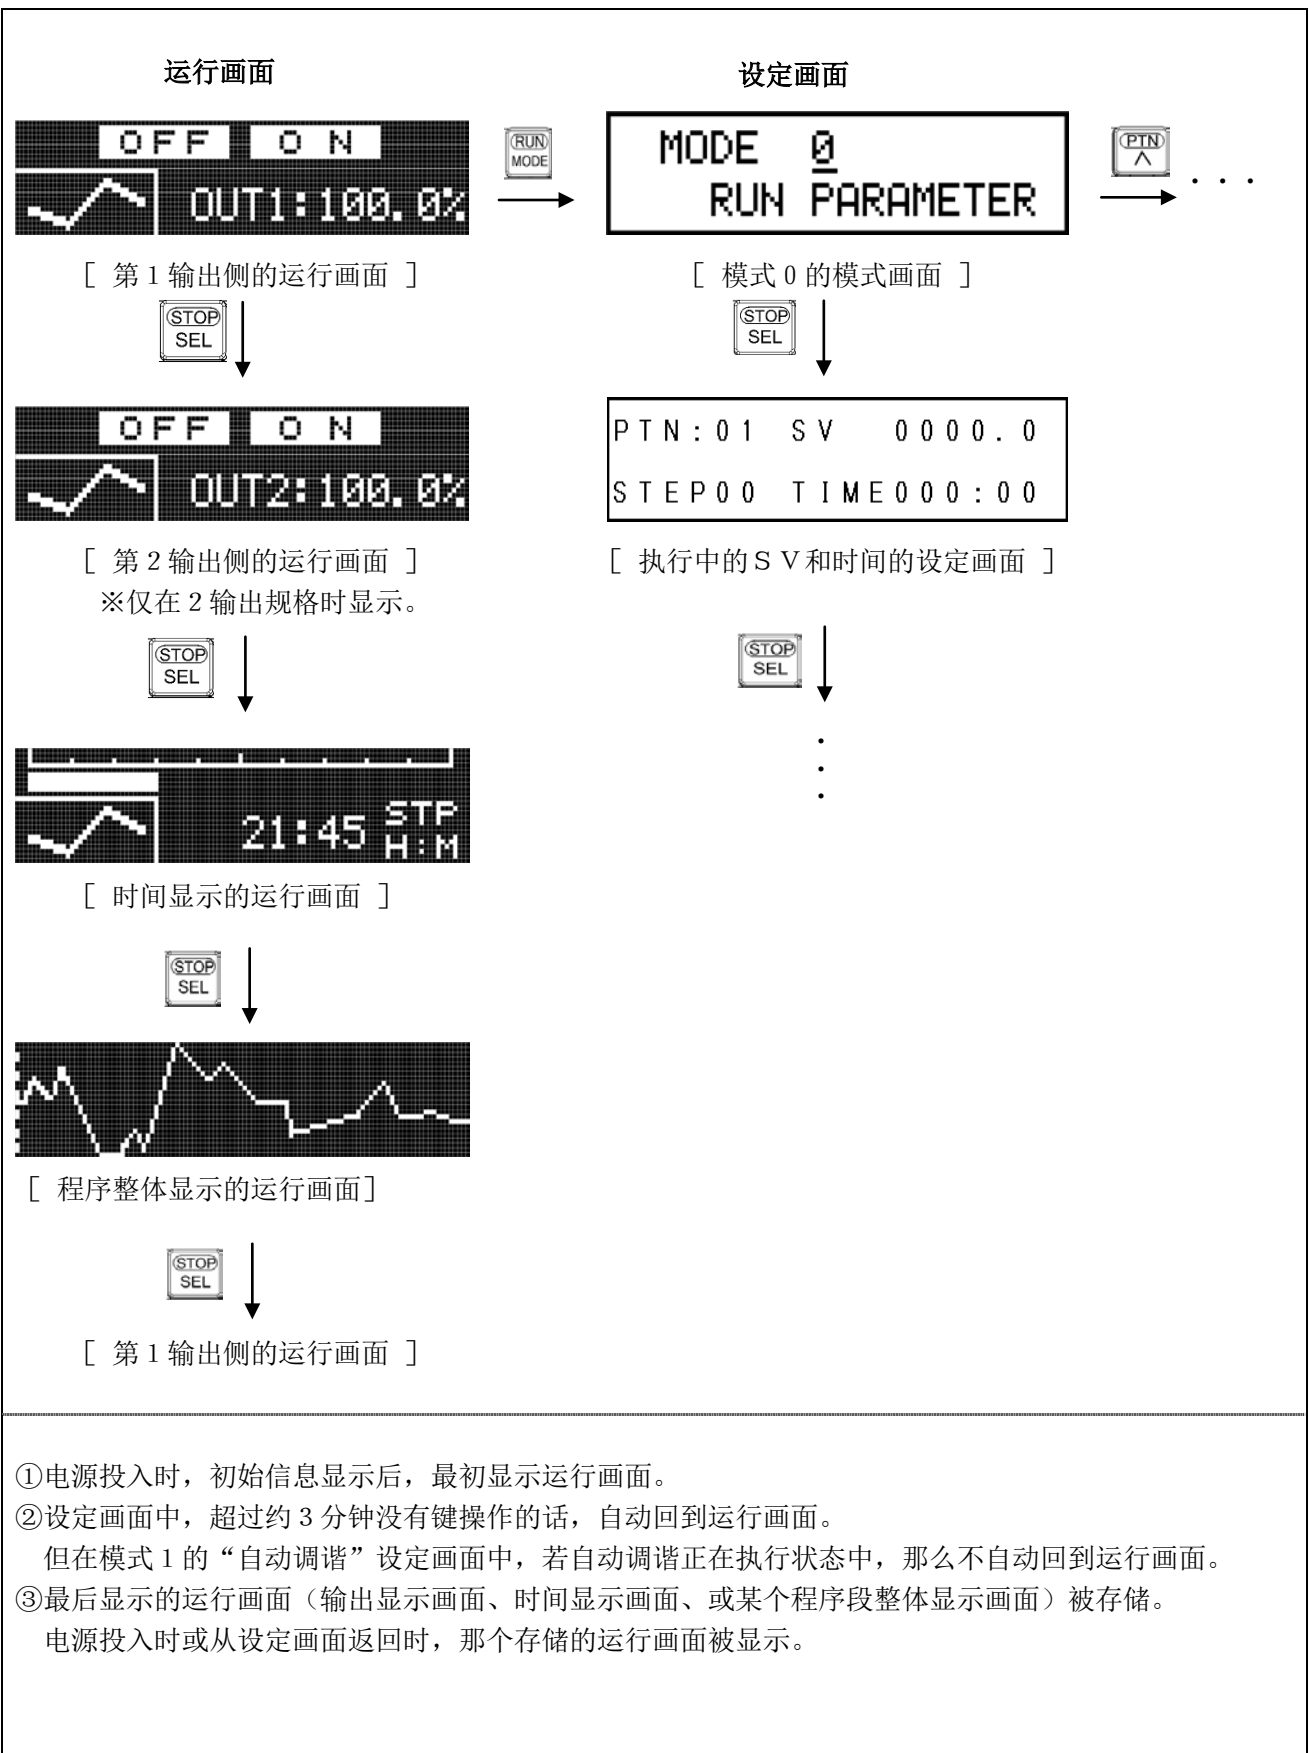 运行画面
设定画面
OFF ON
OUT1:100.0%
RUN
MODE
MODE 0
RUN PARAMETER
PTN
∧
・・・
［ 第１输出侧的运行画面 ］
［ 模式０的模式画面 ］
STOP
SEL
STOP
SEL
OFF ON
OUT2:100.0%
PTN:01 SV 0000.0
STEP00 TIME000:00
［ 第２输出侧的运行画面 ］
［ 执行中的ＳＶ和时间的设定画面 ］
※仅在２输出规格时显示。
STOP
SEL
STOP
SEL
21:45 STP
H:M
［ 时间显示的运行画面 ］
STOP
SEL
［ 程序整体显示的运行画面］
STOP
SEL
［ 第１输出侧的运行画面 ］
①电源投入时，初始信息显示后，最初显示运行画面。
②设定画面中，超过约３分钟没有键操作的话，自动回到运行画面。
但在模式１的“自动调谐”设定画面中，若自动调谐正在执行状态中，那么不自动回到运行画面。
③最后显示的运行画面（输出显示画面、时间显示画面、或某个程序段整体显示画面）被存储。
电源投入时或从设定画面返回时，那个存储的运行画面被显示。